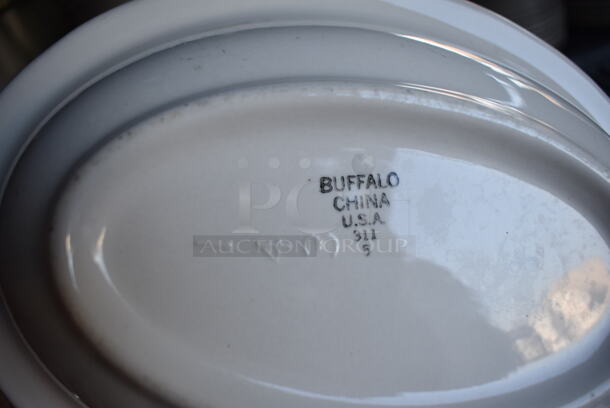 BUFFALO
CHINA
U.S.A.
311
5
PCI
AUCTION GROUP